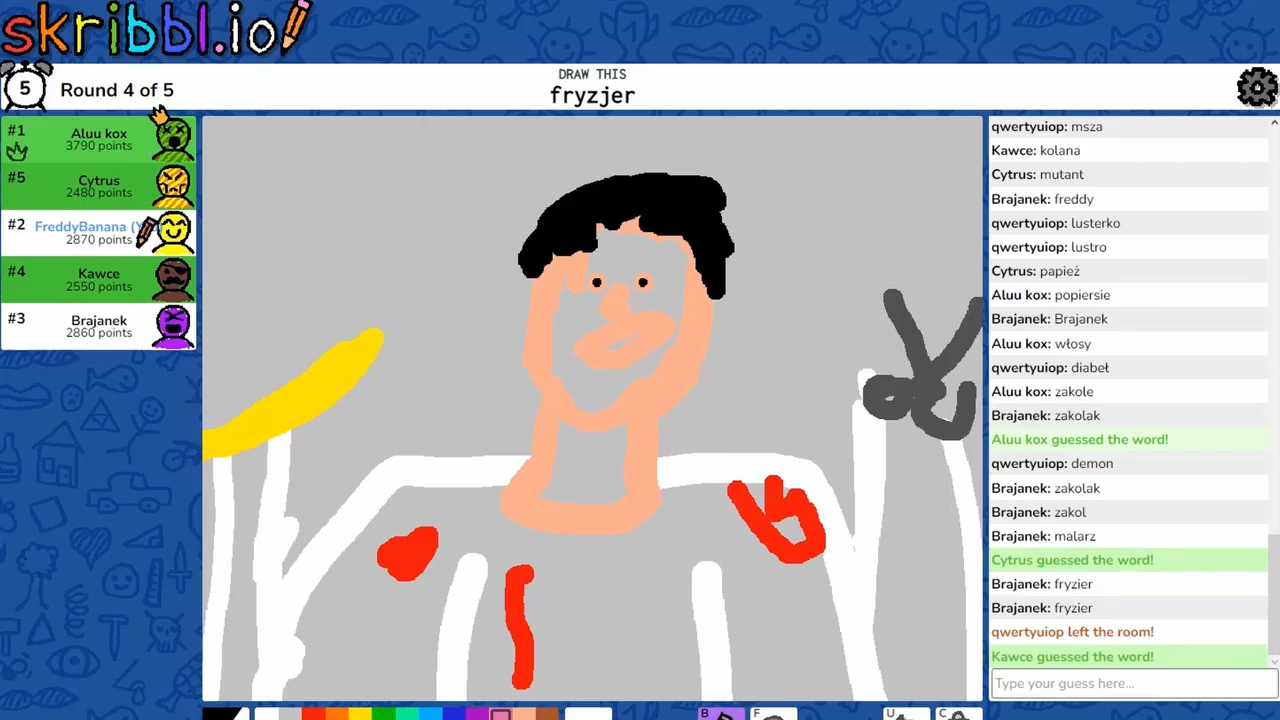 skribbl.io
5
Round 4 of 5
DRAW THIS
fryzjer
#1
Aluu kox
3790 points
#5
Cytrus
2480 points
#2
FreddyBanana
2870 points
#4
Kawce
2550 points
#3
Brajanek
2860 points
qwertyuiop: msza
Kawce: kolana
Cytrus: mutant
Brajanek: freddy
qwertyuiop: lusterko
qwertyuiop: lustro
Cytrus: papież
Aluu kox: popiersie
Brajanek: Brajanek
Aluu kox: włosy
qwertyuiop: diabeł
Aluu kox: zakole
Brajanek: zakolak
Aluu kox guessed the word!
qwertyuiop: demon
Brajanek: zakolak
Brajanek: zakol
Brajanek: malarz
Cytrus guessed the word!
Brajanek: fryzier
Brajanek: fryzier
qwertyuiop left the room!
Kawce guessed the word!
Type your guess here...
B
F
U
C